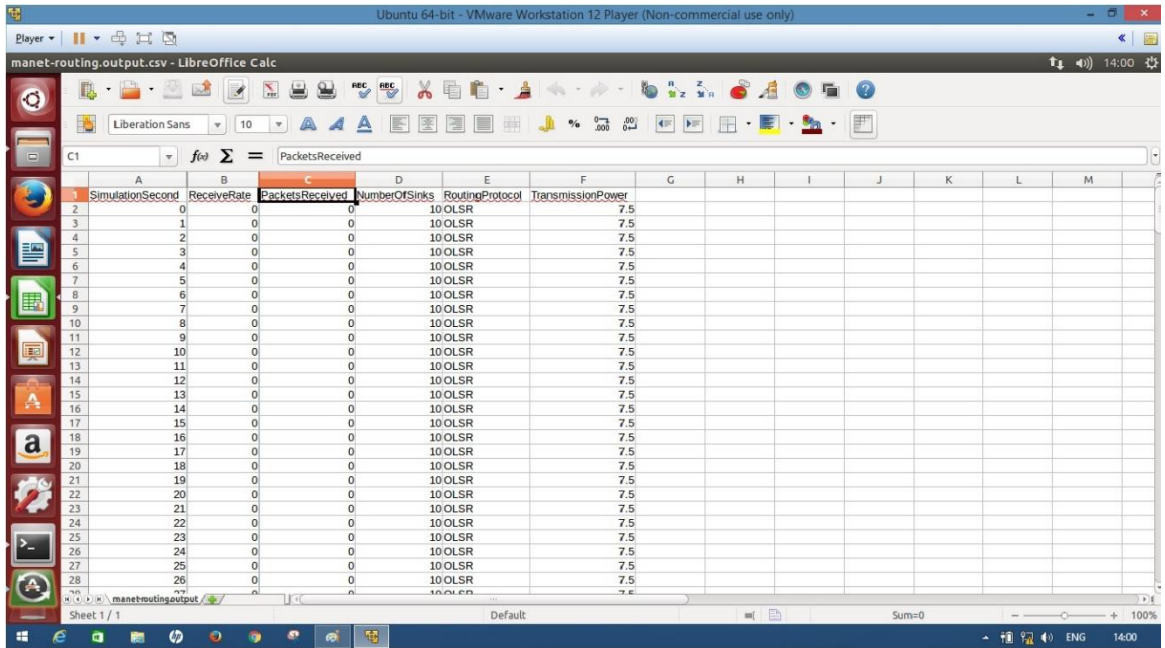 Ubuntu 64-bit - VMware Workstation 12 Player (Non-commercial use only)
Player
manet-routing.output.csv - LibreOffice Calc 14:00
Liberation Sans 10
C1 f(x) Σ = PacketsReceived
A B C D E F G H I J K L M
1 SimulationSecond ReceiveRate PacketsReceived NumberOfSinks RoutingProtocol TransmissionPower
2 0 0 0 10 OLSR 7.5
3 1 0 0 10 OLSR 7.5
4 2 0 0 10 OLSR 7.5
5 3 0 0 10 OLSR 7.5
6 4 0 0 10 OLSR 7.5
7 5 0 0 10 OLSR 7.5
8 6 0 0 10 OLSR 7.5
9 7 0 0 10 OLSR 7.5
10 8 0 0 10 OLSR 7.5
11 9 0 0 10 OLSR 7.5
12 10 0 0 10 OLSR 7.5
13 11 0 0 10 OLSR 7.5
14 12 0 0 10 OLSR 7.5
15 13 0 0 10 OLSR 7.5
16 14 0 0 10 OLSR 7.5
17 15 0 0 10 OLSR 7.5
18 16 0 0 10 OLSR 7.5
19 17 0 0 10 OLSR 7.5
20 18 0 0 10 OLSR 7.5
21 19 0 0 10 OLSR 7.5
22 20 0 0 10 OLSR 7.5
23 21 0 0 10 OLSR 7.5
24 22 0 0 10 OLSR 7.5
25 23 0 0 10 OLSR 7.5
26 24 0 0 10 OLSR 7.5
27 25 0 0 10 OLSR 7.5
28 26 0 0 10 OLSR 7.5
manet-routing.output
Sheet 1 / 1 Default Sum=0 100%
ENG 14:00